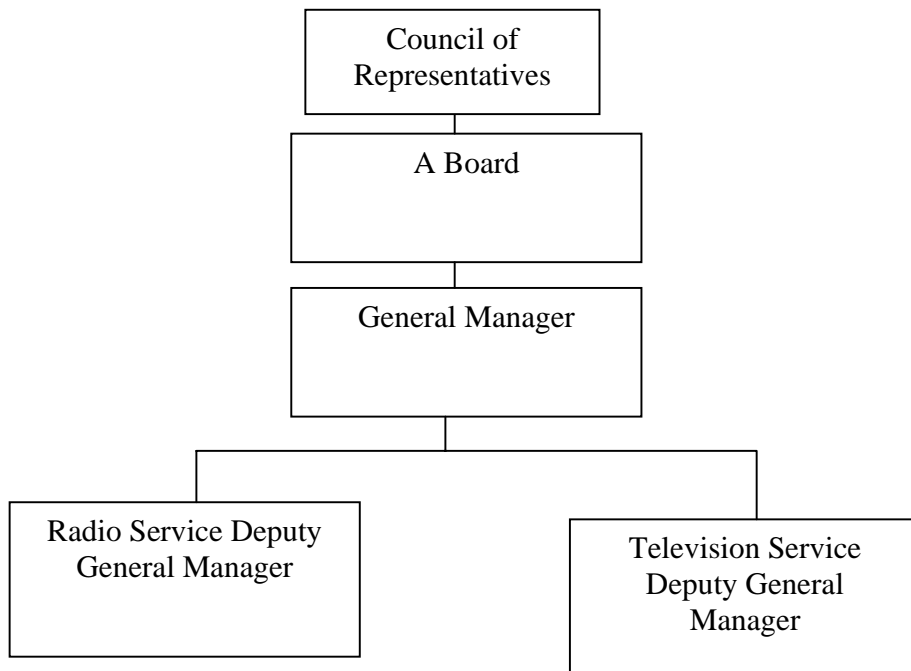 Council of
Representatives
A Board
General Manager
Radio Service Deputy
General Manager
Television Service
Deputy General
Manager